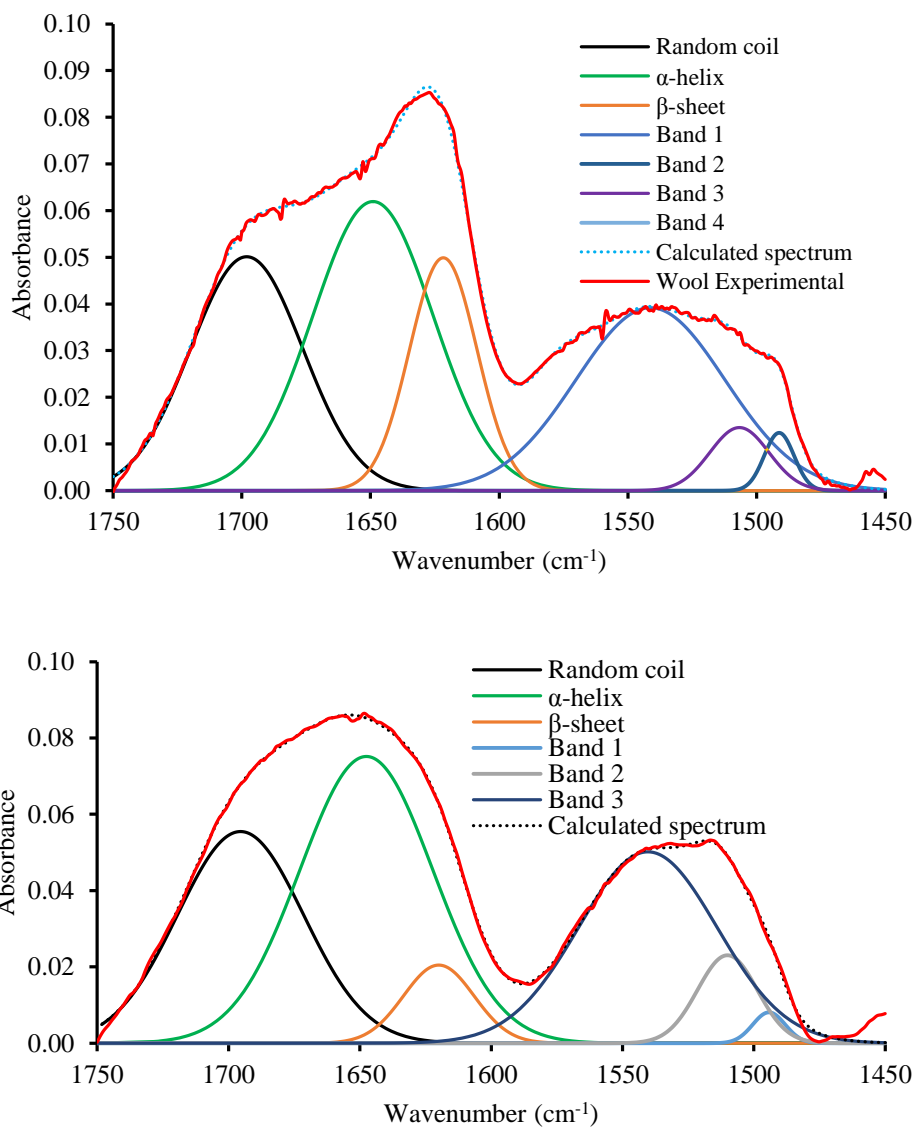 0.10
0.09
0.08
0.07
0.06
0.05
0.04
0.03
0.02
0.01
0.00
Absorbance
Random coil
α-helix
β-sheet
Band 1
Band 2
Band 3
Band 4
Calculated spectrum
Wool Experimental
1750 1700 1650 1600 1550 1500 1450
Wavenumber (cm-1)
0.10
0.08
0.06
0.04
0.02
0.00
Absorbance
Random coil
α-helix
β-sheet
Band 1
Band 2
Band 3
Calculated spectrum
1750 1700 1650 1600 1550 1500 1450
Wavenumber (cm-1)